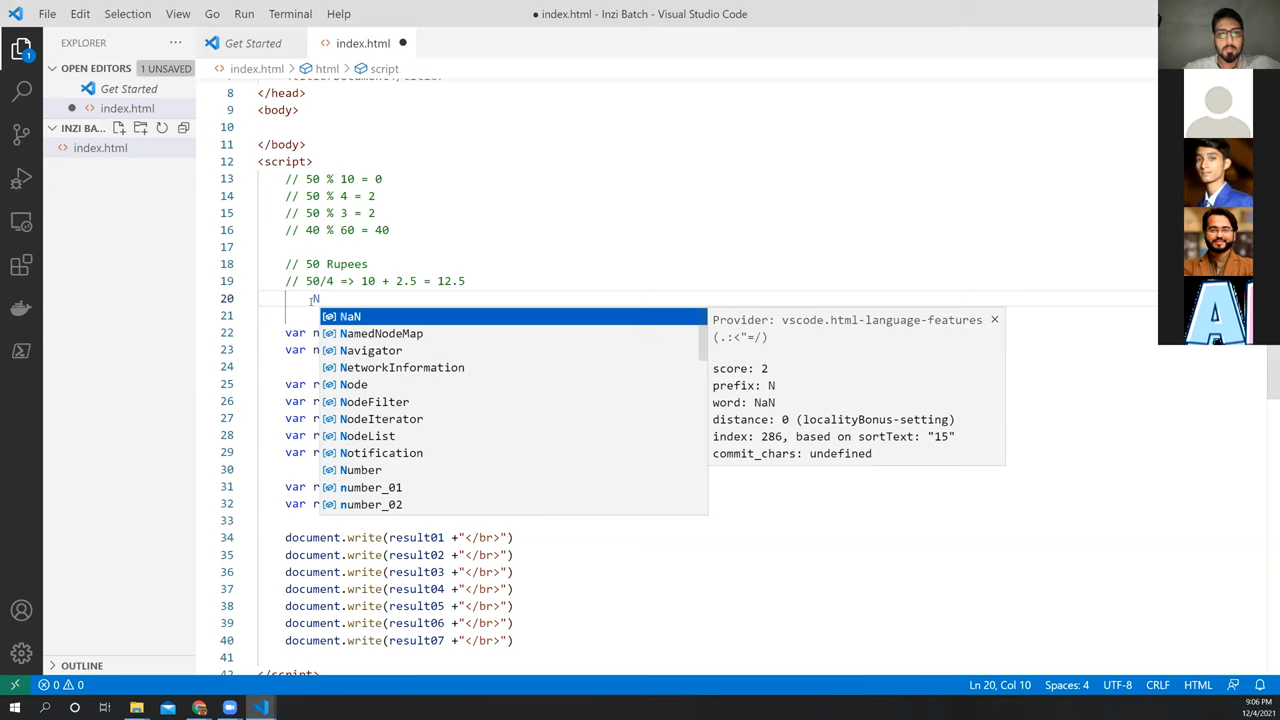 File Edit Selection View Go Run Terminal Help
● index.html - Inzi Batch - Visual Studio Code
EXPLORER ···
Get Started
<> index.html ●
OPEN EDITORS 1 UNSAVED
<> index.html > html > script
Get Started
● <> index.html
INZI BA...
<> index.html
1
8 </head>
9 <body>
10
11 </body>
12 <script>
13 // 50 % 10 = 0
14 // 50 % 4 = 2
15 // 50 % 3 = 2
16 // 40 % 60 = 40
17
18 // 50 Rupees
19 // 50/4 => 10 + 2.5 = 12.5
20 N
21
22 var n
23 var n
24
25 var r
26 var r
27 var r
28 var r
29 var r
30
31 var r
32 var r
33
34 document.write(result01 +"</br>")
35 document.write(result02 +"</br>")
36 document.write(result03 +"</br>")
37 document.write(result04 +"</br>")
38 document.write(result05 +"</br>")
39 document.write(result06 +"</br>")
40 document.write(result07 +"</br>")
41
42 </script>
NaN
NamedNodeMap
Navigator
NetworkInformation
Node
NodeFilter
NodeIterator
NodeList
Notification
Number
number_01
number_02
Provider: vscode.html-language-features
(.:<"=/)
score: 2
prefix: N
word: NaN
distance: 0 (localityBonus-setting)
index: 286, based on sortText: "15"
commit_chars: undefined
OUTLINE
0 0
Ln 20, Col 10 Spaces: 4 UTF-8 CRLF HTML
9:06 PM
12/4/2021